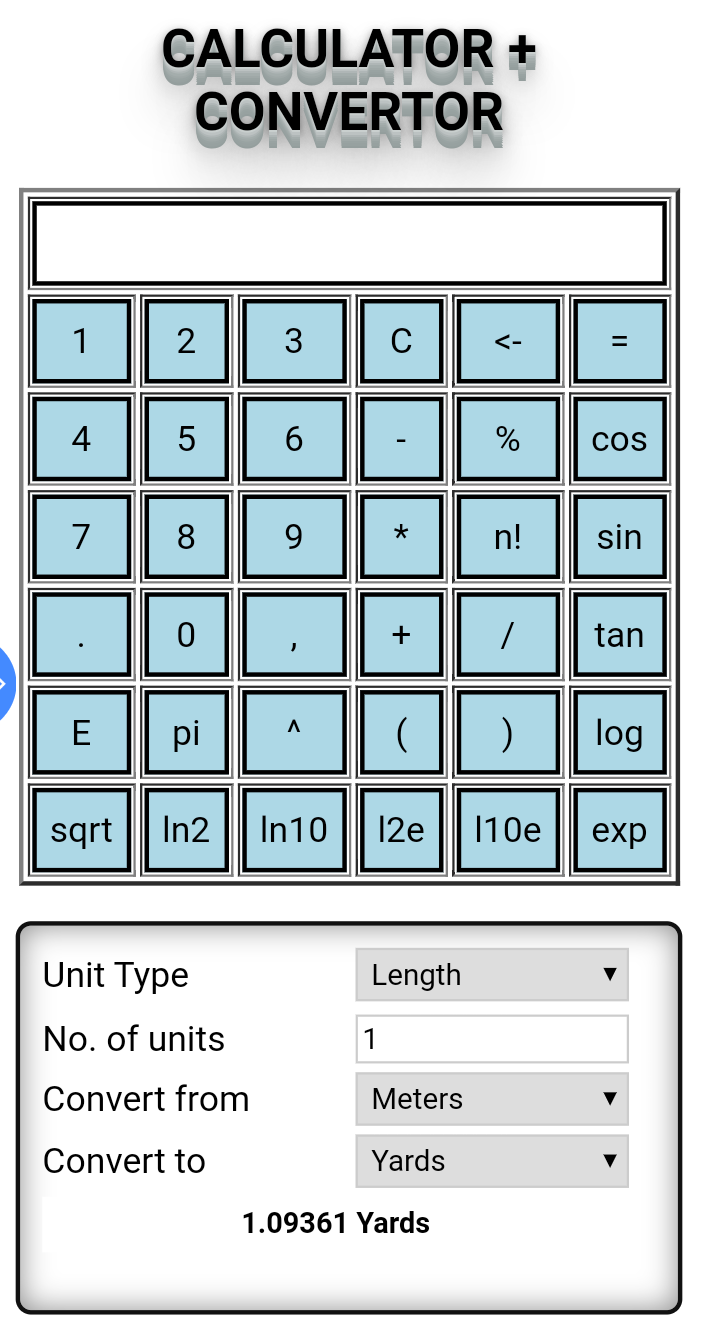 CALCULATOR +
CONVERTOR
1 2 3 C <- =
4 5 6 - % cos
7 8 9 * n! sin
. 0 , + / tan
E pi ^ ( ) log
sqrt ln2 ln10 l2e l10e exp
Unit Type Length
No. of units 1
Convert from Meters
Convert to Yards
1.09361 Yards